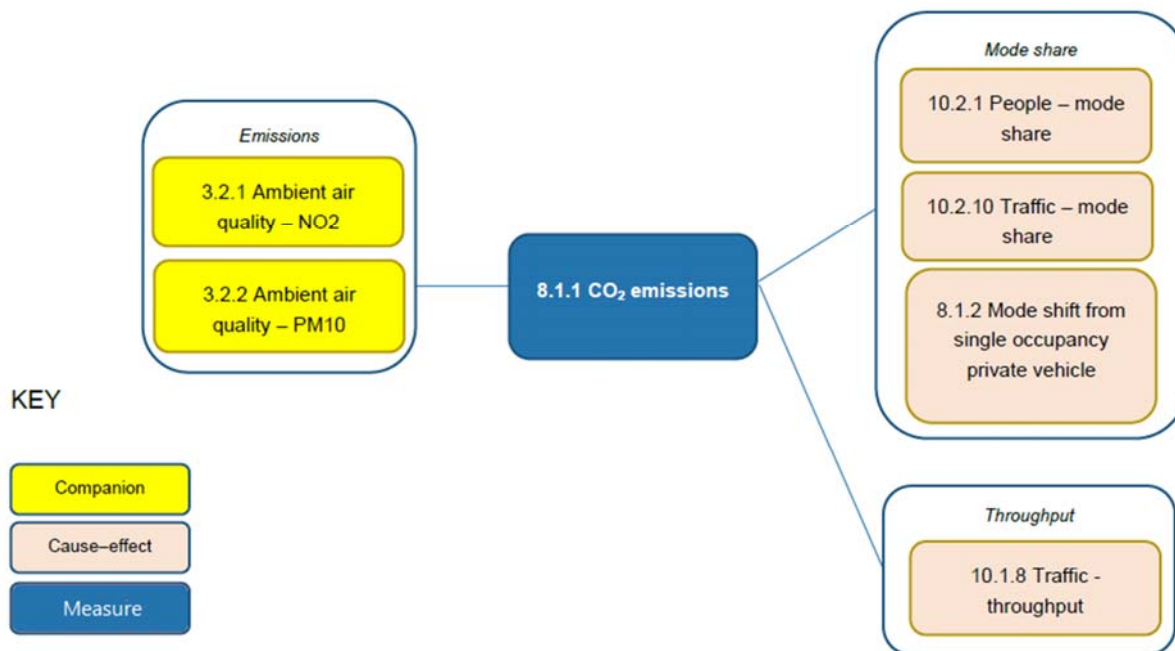 Emissions
3.2.1 Ambient air
quality – NO2
3.2.2 Ambient air
quality – PM10
8.1.1 CO₂ emissions
Mode share
10.2.1 People – mode
share
10.2.10 Traffic – mode
share
8.1.2 Mode shift from
single occupancy
private vehicle
Throughput
10.1.8 Traffic -
throughput
KEY
Companion
Cause–effect
Measure